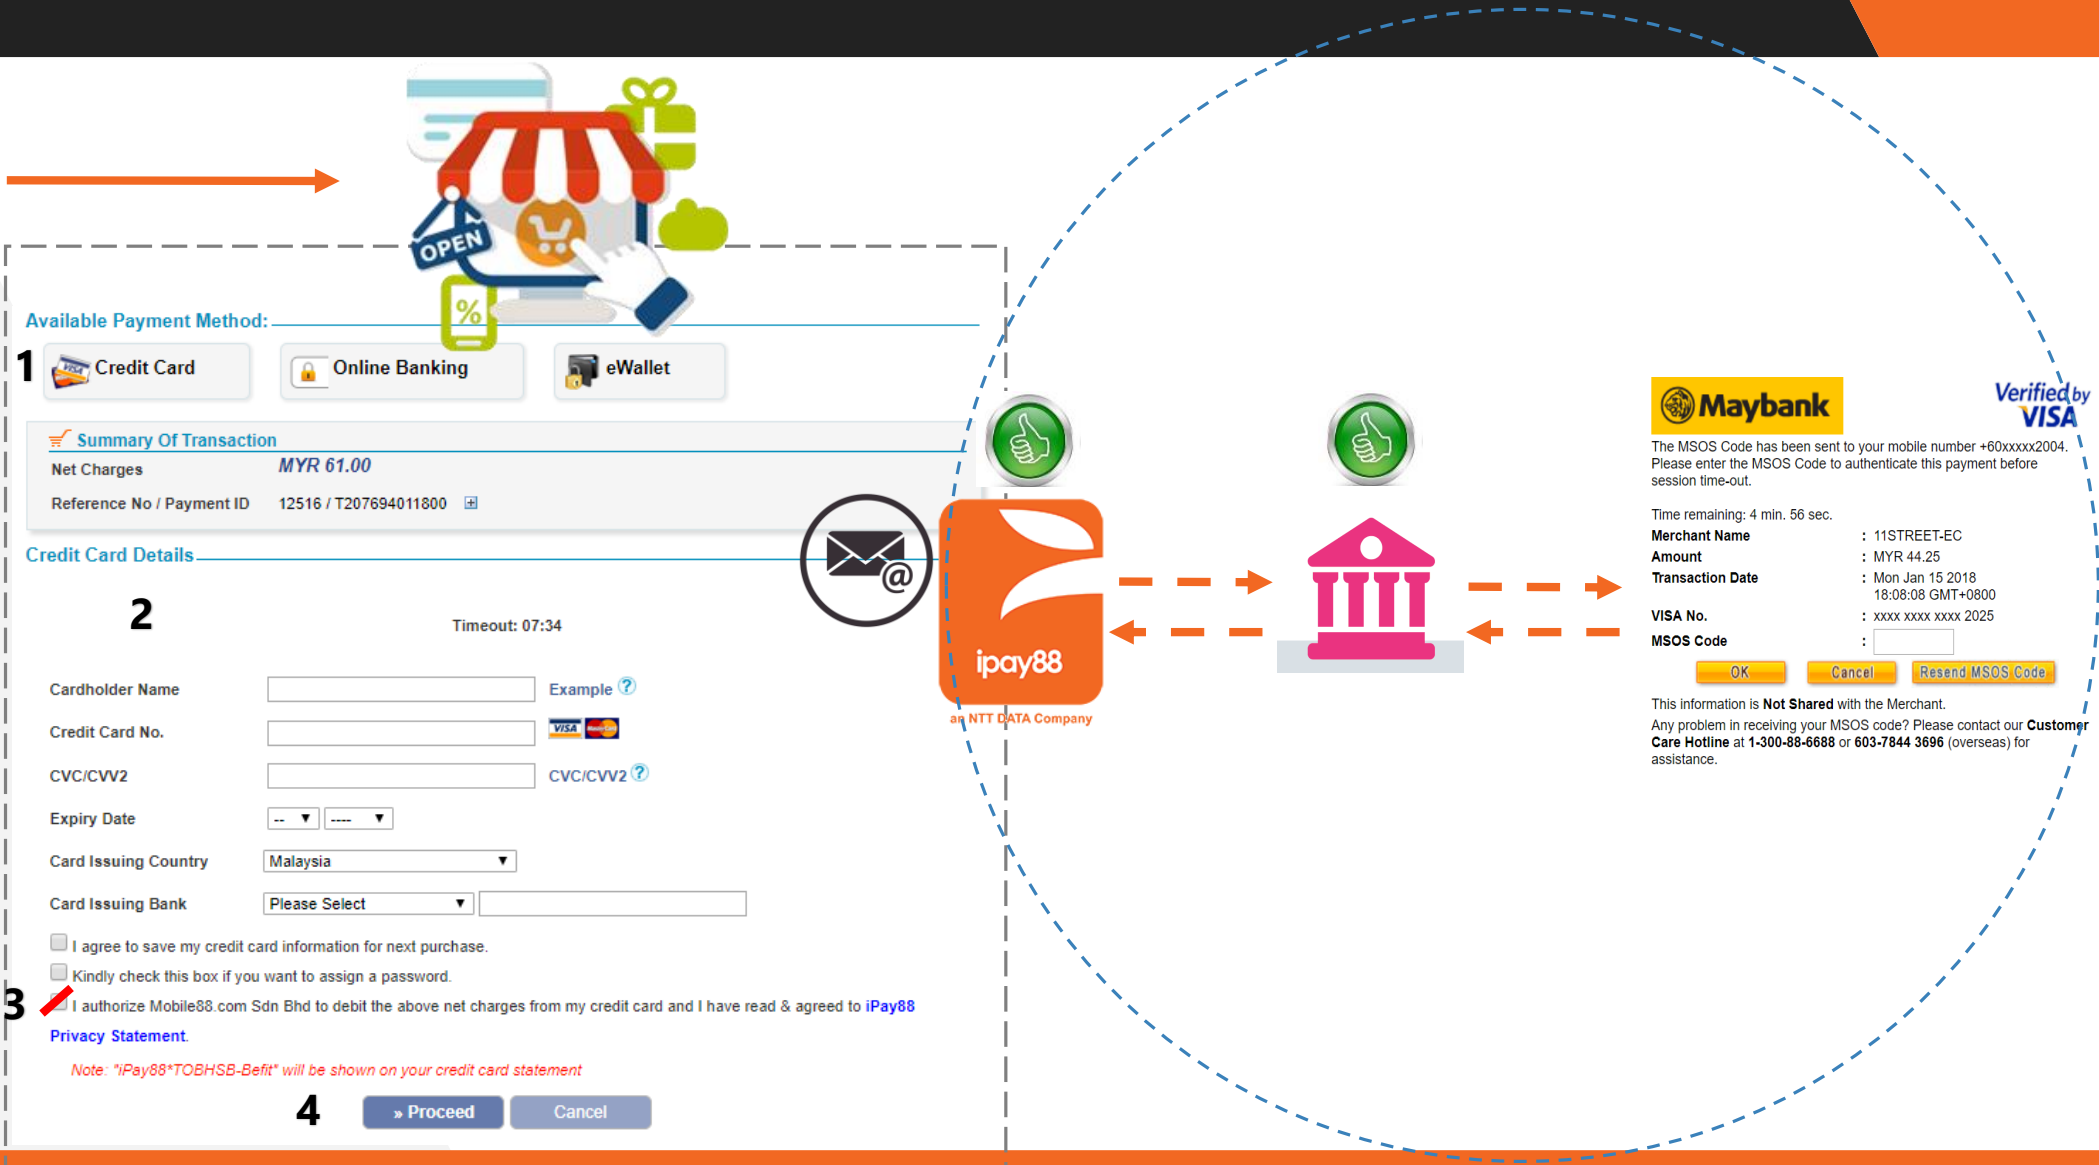 OPEN
%
Available Payment Method:
1
Credit Card
Online Banking
eWallet
Summary Of Transaction
Net Charges
MYR 61.00
Reference No / Payment ID
12516 / T207694011800
Credit Card Details
@
2
Timeout: 07:34
Cardholder Name
Example ?
Credit Card No.
VISA
CVC/CVV2
CVC/CVV2 ?
Expiry Date
-- ▼ ---- ▼
Card Issuing Country
Malaysia ▼
Card Issuing Bank
Please Select ▼
I agree to save my credit card information for next purchase.
Kindly check this box if you want to assign a password.
3
I authorize Mobile88.com Sdn Bhd to debit the above net charges from my credit card and I have read & agreed to iPay88
Privacy Statement.
Note: "iPay88*TOBHSB-Befit" will be shown on your credit card statement
4
» Proceed
Cancel
ipay88
an NTT DATA Company
Maybank
Verified by
VISA
The MSOS Code has been sent to your mobile number +60xxxxx2004.
Please enter the MSOS Code to authenticate this payment before
session time-out.
Time remaining: 4 min. 56 sec.
Merchant Name : 11STREET-EC
Amount : MYR 44.25
Transaction Date : Mon Jan 15 2018
18:08:08 GMT+0800
VISA No. : xxxx xxxx xxxx 2025
MSOS Code :
OK
Cancel
Resend MSOS Code
This information is Not Shared with the Merchant.
Any problem in receiving your MSOS code? Please contact our Customer
Care Hotline at 1-300-88-6688 or 603-7844 3696 (overseas) for
assistance.